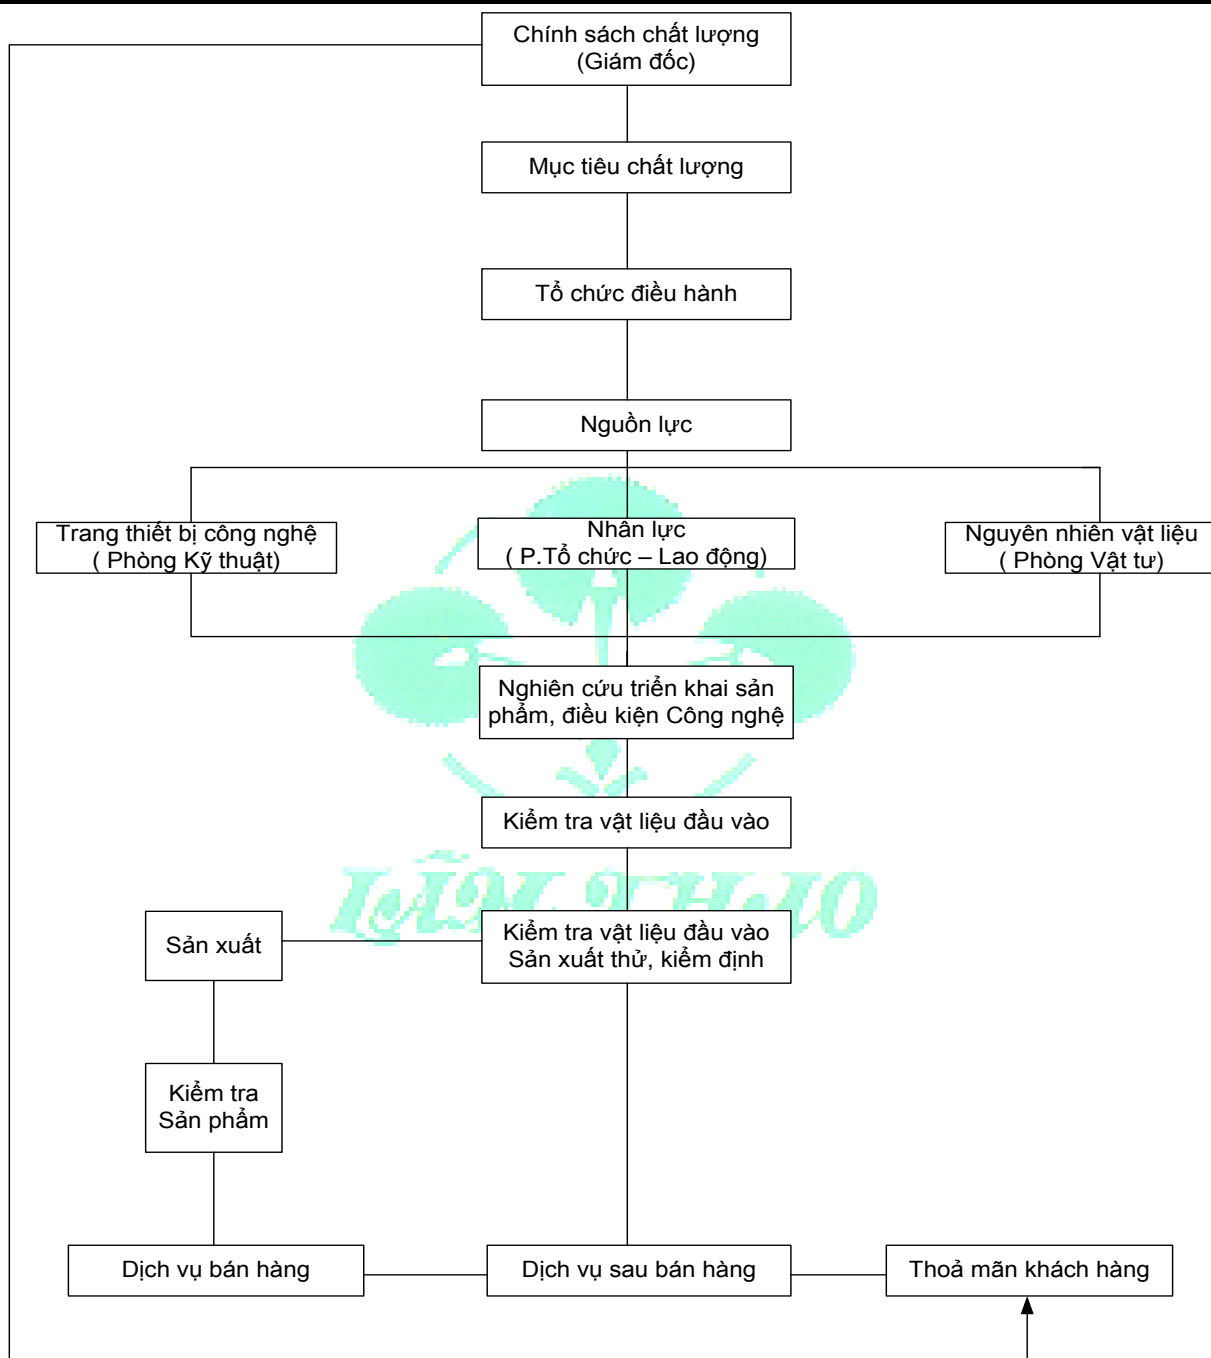 Chính sách chất lượng
(Giám đốc)
Mục tiêu chất lượng
Tổ chức điều hành
Nguồn lực
Trang thiết bị công nghệ
( Phòng Kỹ thuật)
Nhân lực
( P.Tổ chức – Lao động)
Nguyên nhiên vật liệu
( Phòng Vật tư)
Nghiên cứu triển khai sản
phẩm, điều kiện Công nghệ
Kiểm tra vật liệu đầu vào
Sản xuất
Kiểm tra vật liệu đầu vào
Sản xuất thử, kiểm định
Kiểm tra
Sản phẩm
Dịch vụ bán hàng
Dịch vụ sau bán hàng
Thoả mãn khách hàng